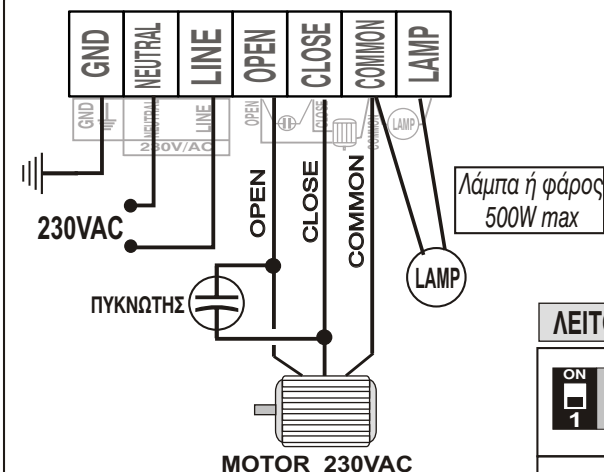 GND NEUTRAL LINE OPEN CLOSE COMMON LAMP
GND NEUTRAL LINE OPEN CLOSE COMMON LAMP
230V/AC
OPEN CLOSE COMMON
230VAC
Λάμπα ή φάρος
500W max
LAMP
ΠΥΚΝΩΤΗΣ
ΛΕΙΤΟ
ON
1
MOTOR 230VAC